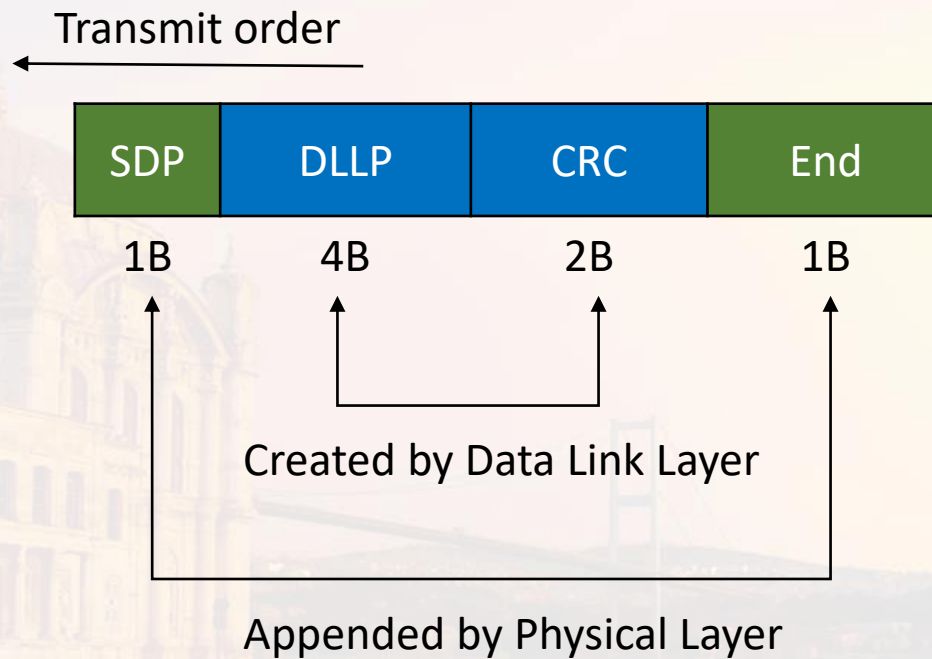 Transmit order
SDP DLLP CRC End
1B 4B 2B 1B
Created by Data Link Layer
Appended by Physical Layer